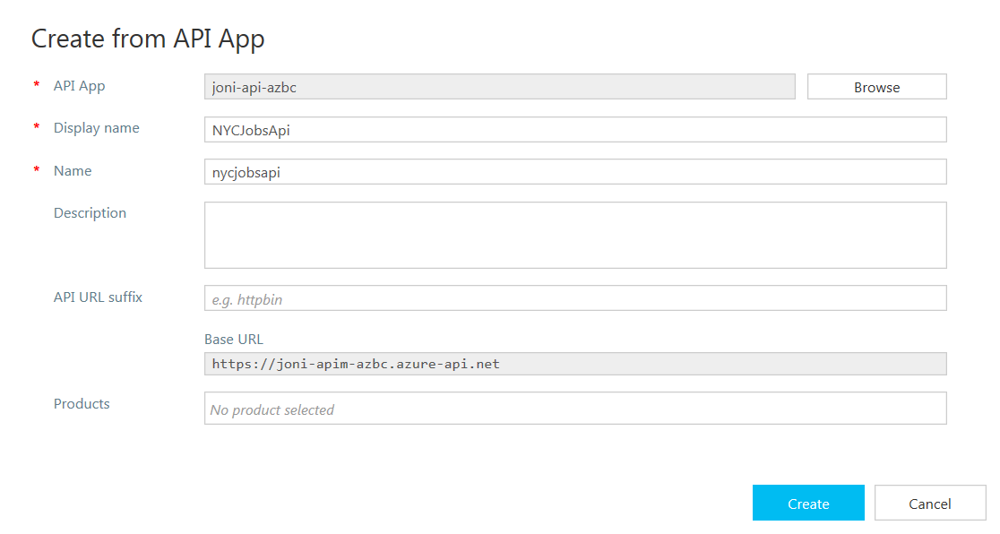 Create from API App
* API App joni-api-azbc Browse
* Display name NYCJobsApi
* Name nycjobsapi
Description
API URL suffix e.g. httpbin
Base URL
https://joni-apim-azbc.azure-api.net
Products No product selected
Create Cancel